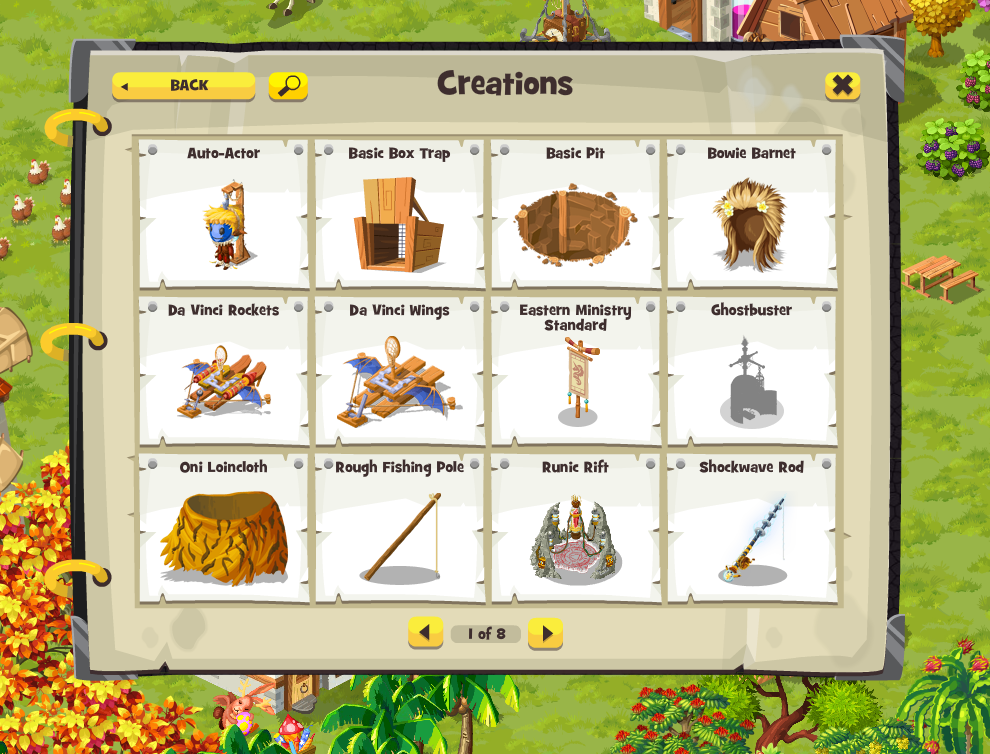 BACK
Creations
Auto-Actor
Basic Box Trap
Basic Pit
Bowie Barnet
Da Vinci Rockets
Da Vinci Wings
Eastern Ministry
Standard
Ghostbuster
Oni Loincloth
Rough Fishing Pole
Runic Rift
Shockwave Rod
1 of 8